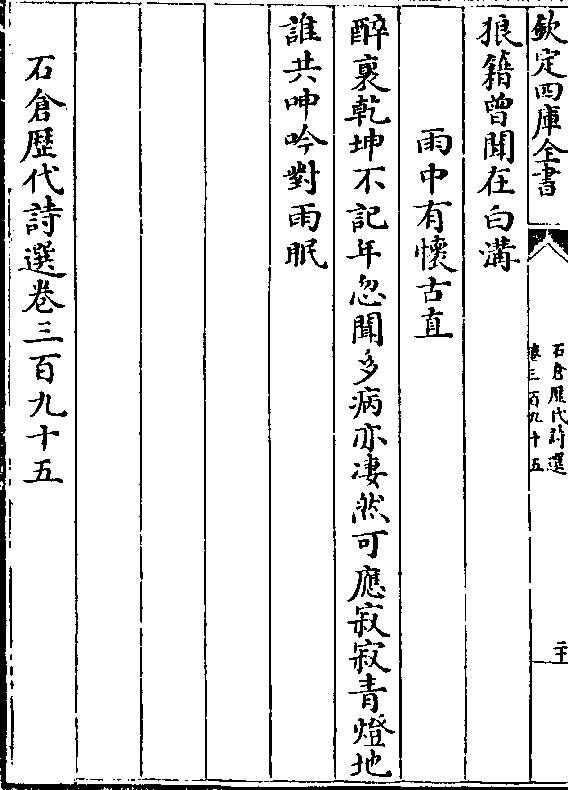 欽定四庫全書
石倉歷代詩選
卷三百九十五
狼籍曾聞在白溝
雨中有懷古直
醉裏乾坤不記年忽聞多病亦凄然可應寂寂青燈地
誰共呻吟對雨眠
石倉歷代詩選卷三百九十五